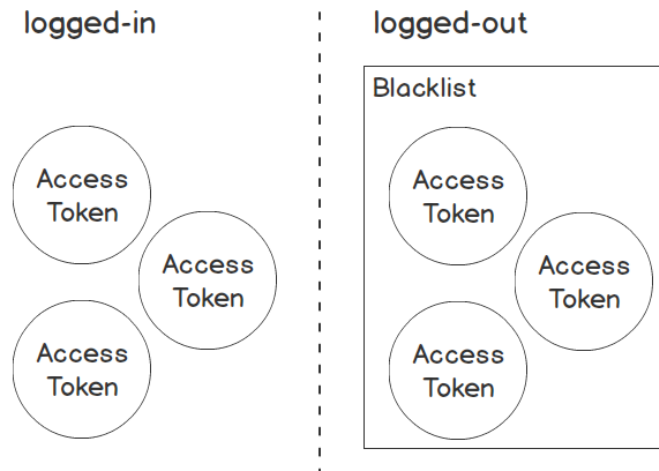 logged-in
logged-out
Blacklist
Access
Token
Access
Token
Access
Token
Access
Token
Access
Token
Access
Token